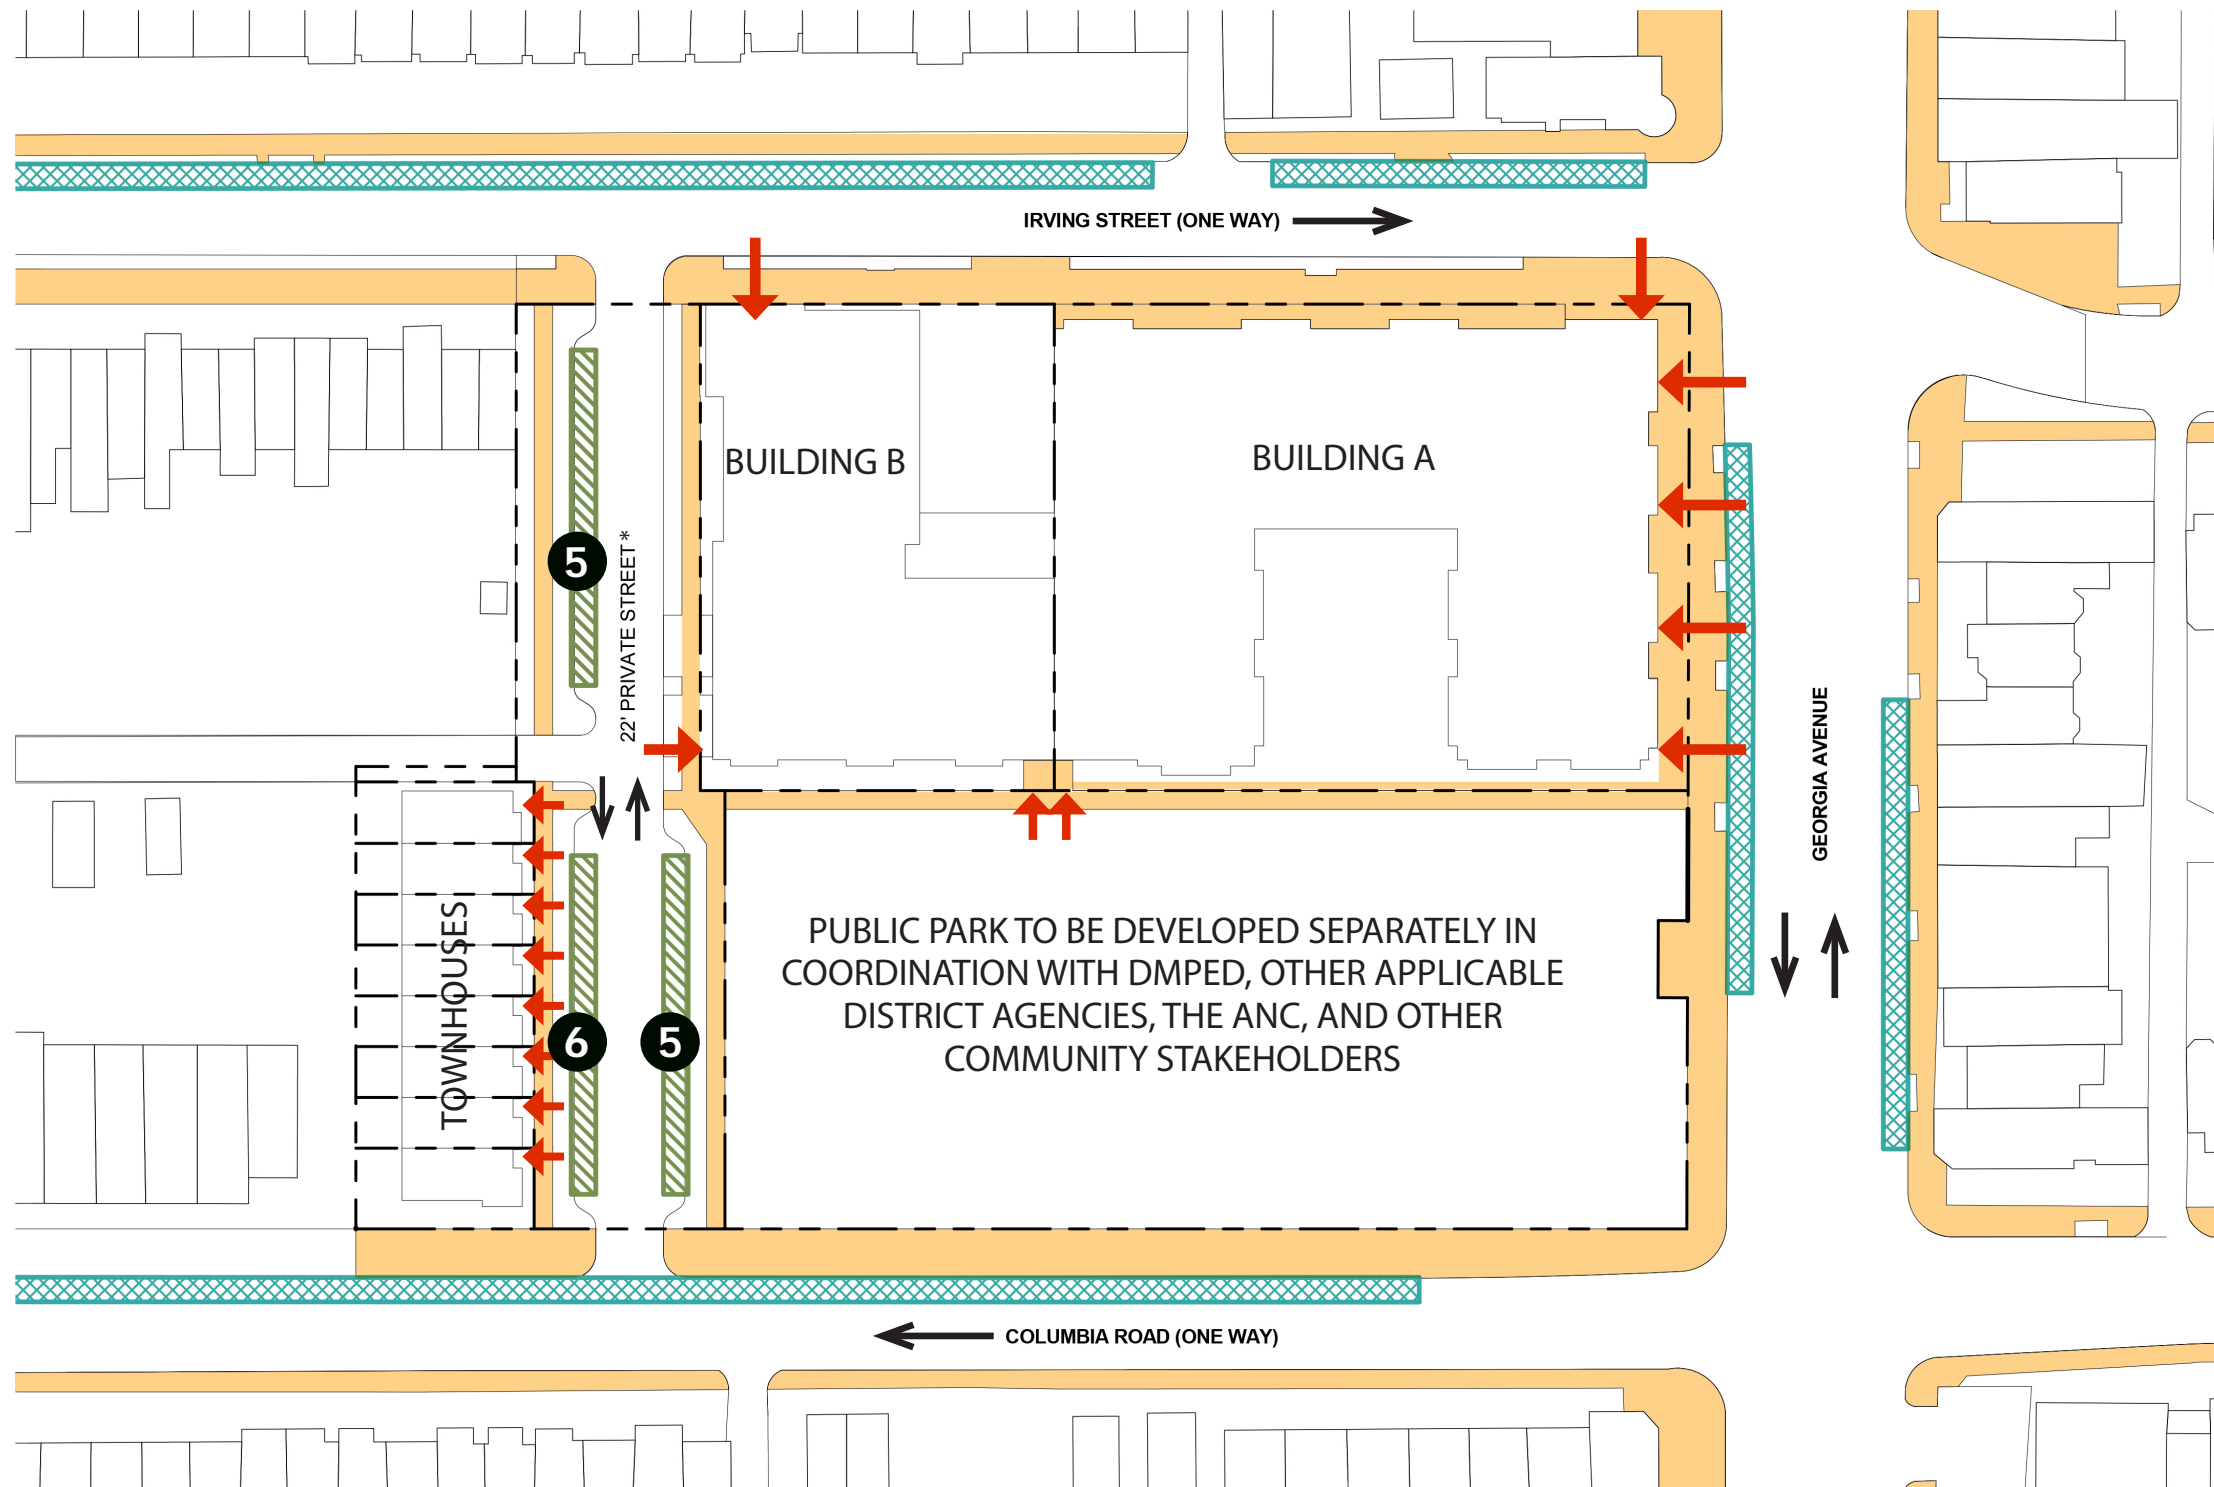 IRVING STREET (ONE WAY)
BUILDING B
BUILDING A
5
22' PRIVATE STREET*
GEORGIA AVENUE
TOWNHOUSES
PUBLIC PARK TO BE DEVELOPED SEPARATELY IN
COORDINATION WITH DMPED, OTHER APPLICABLE
DISTRICT AGENCIES, THE ANC, AND OTHER
COMMUNITY STAKEHOLDERS
6
5
COLUMBIA ROAD (ONE WAY)